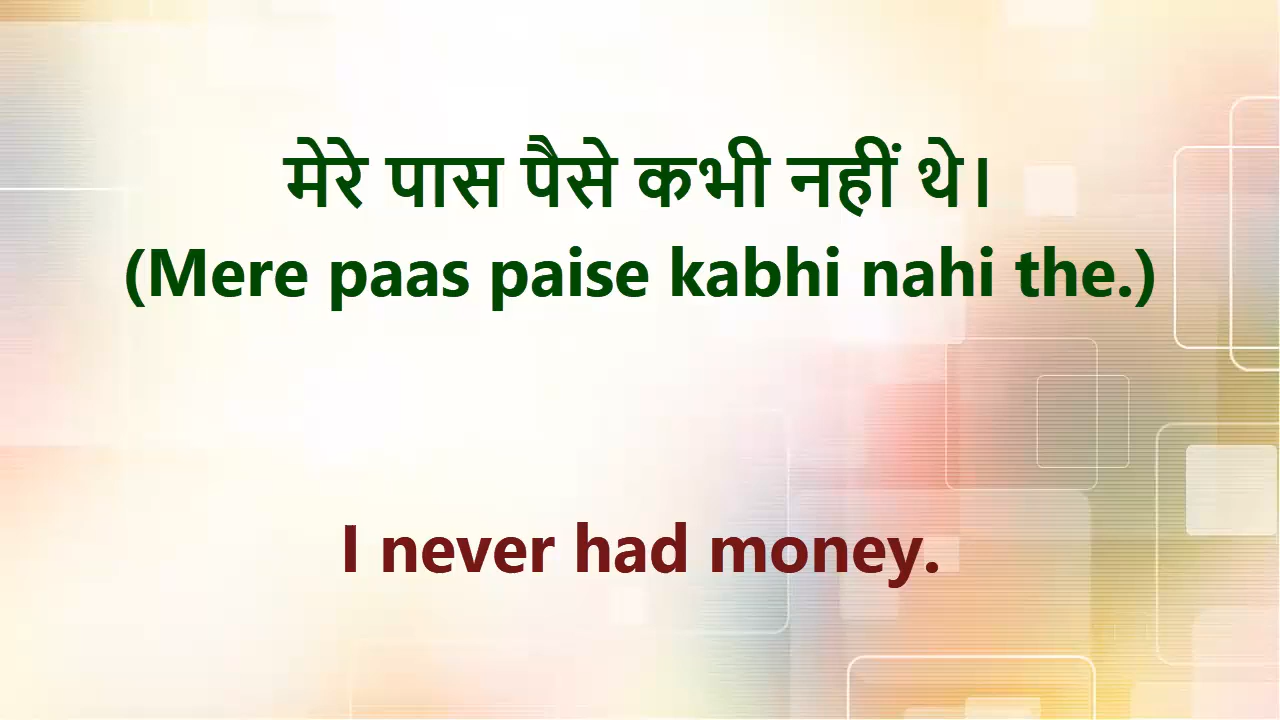 मेरे पास पैसे कभी नहीं थे।
(Mere paas paise kabhi nahi the.)
I never had money.